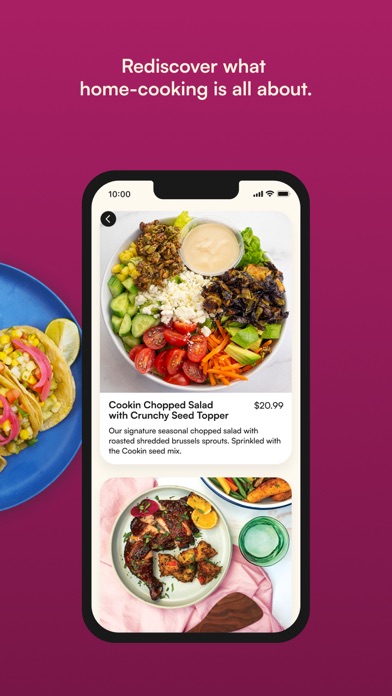 Rediscover what
home-cooking is all about.
10:00
Cookin Chopped Salad
with Crunchy Seed Topper
$20.99
Our signature seasonal chopped salad with
roasted shredded brussels sprouts. Sprinkled with
the Cookin seed mix.